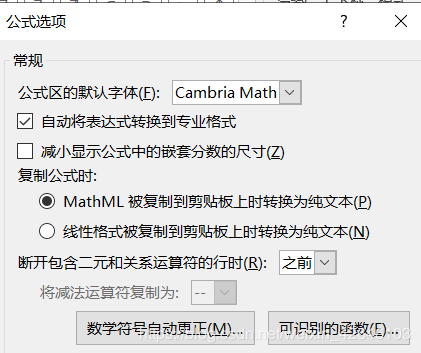 公式选项
?
×
常规
公式区的默认字体(F): Cambria Math
自动将表达式转换到专业格式
减小显示公式中的嵌套分数的尺寸(Z)
复制公式时:
MathML 被复制到剪贴板上时转换为纯文本(P)
线性格式被复制到剪贴板上时转换为纯文本(N)
断开包含二元和关系运算符的行时(R): 之前
将减法运算符复制为: --
数学符号自动更正(M)... 可识别的函数(F)...